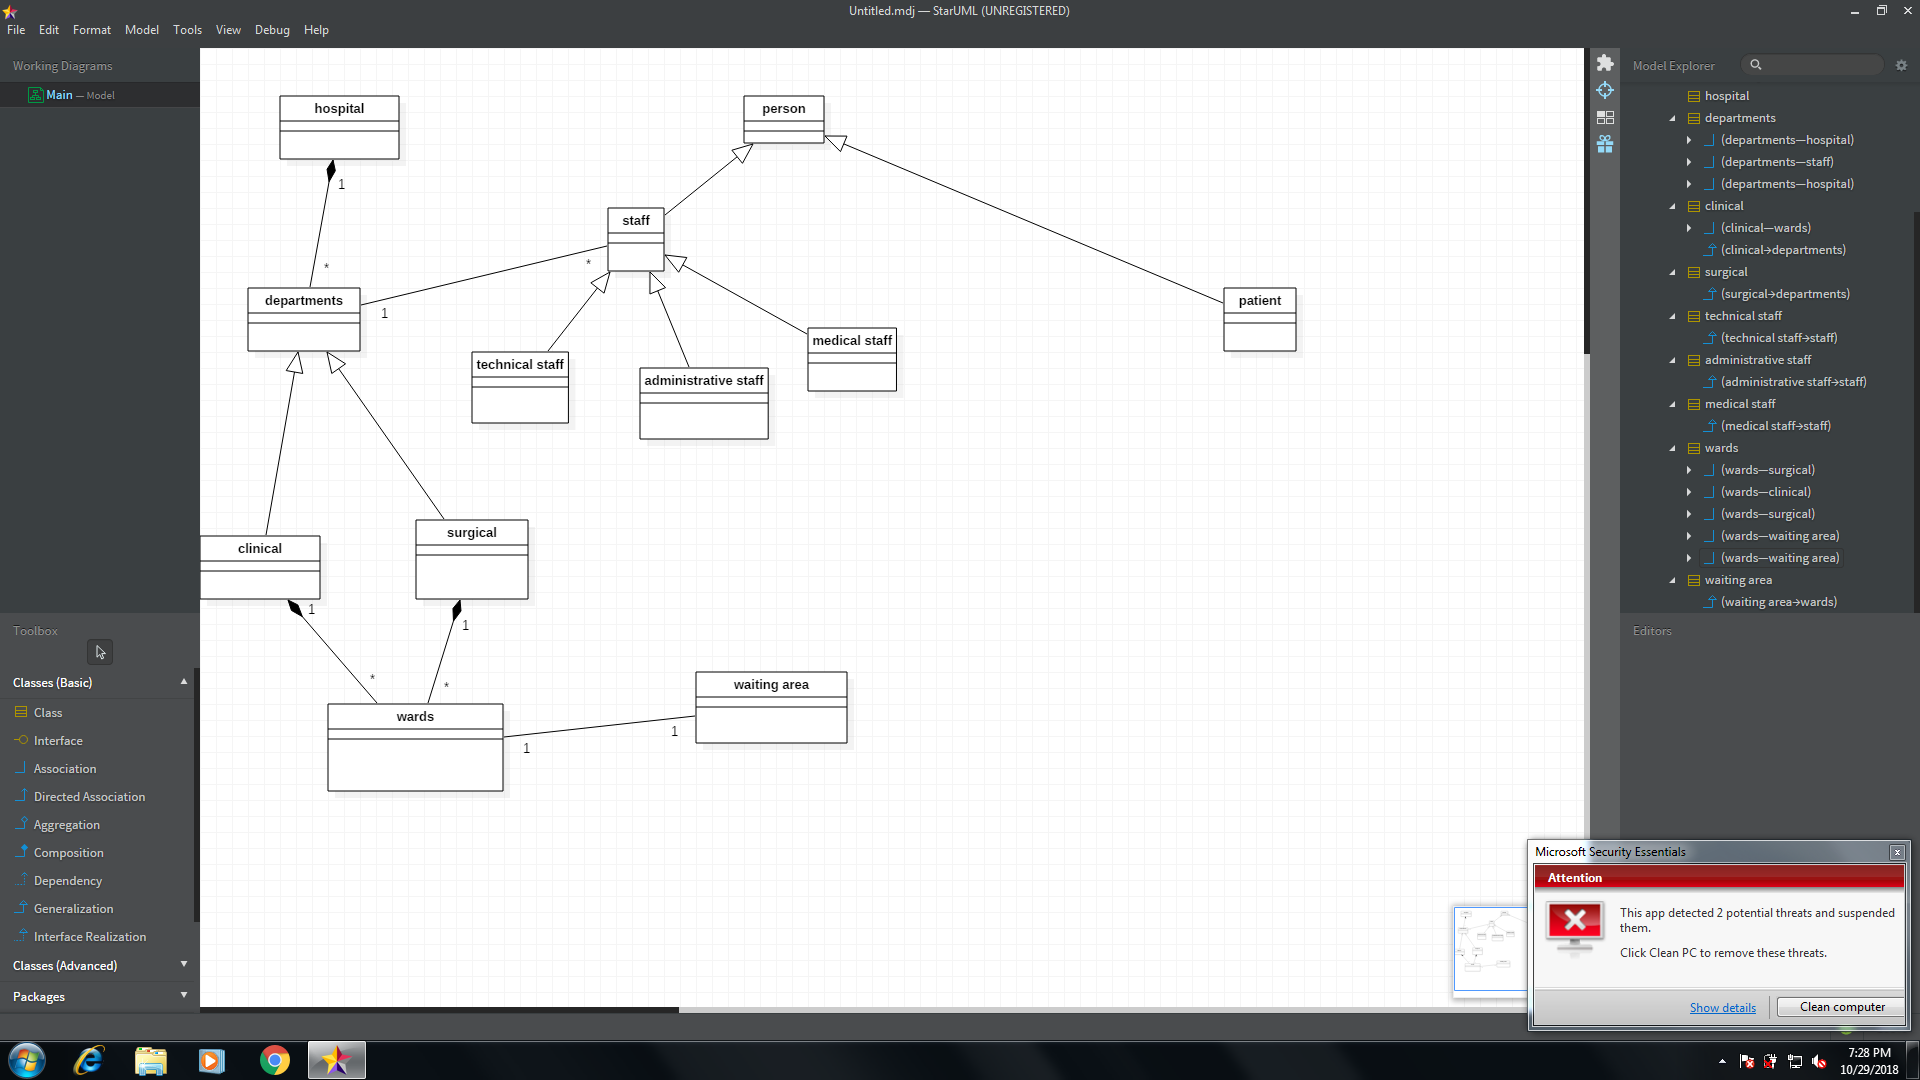 Untitled.mdj — StarUML (UNREGISTERED)
File Edit Format Model Tools View Debug Help
Working Diagrams
Main — Model
Toolbox
Classes (Basic)
Class
Interface
Association
Directed Association
Aggregation
Composition
Dependency
Generalization
Interface Realization
Classes (Advanced)
Packages
hospital
1
*
departments
1
*
person
staff
technical staff
administrative staff
medical staff
patient
clinical
1
*
surgical
1
*
wards
1
1
waiting area
Model Explorer
hospital
departments
(departments—hospital)
(departments—staff)
(departments—hospital)
clinical
(clinical—wards)
(clinical→departments)
surgical
(surgical→departments)
technical staff
(technical staff→staff)
administrative staff
(administrative staff→staff)
medical staff
(medical staff→staff)
wards
(wards—surgical)
(wards—clinical)
(wards—surgical)
(wards—waiting area)
(wards—waiting area)
waiting area
(waiting area→wards)
Editors
Microsoft Security Essentials
Attention
This app detected 2 potential threats and suspended
them.
Click Clean PC to remove these threats.
Show details
Clean computer
7:28 PM
10/29/2018